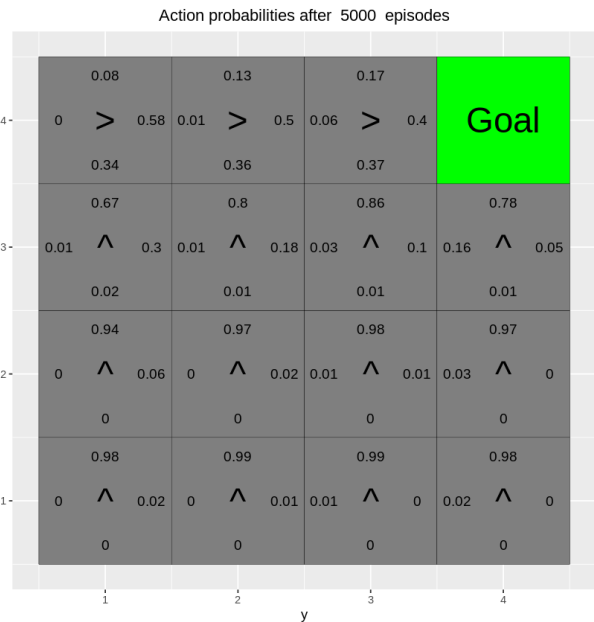 Action probabilities after 5000 episodes
0.08 0.13 0.17
4 0 > 0.58 0.01 > 0.5 0.06 > 0.4 Goal
0.34 0.36 0.37
0.67 0.8 0.86 0.78
3 0.01 ^ 0.3 0.01 ^ 0.18 0.03 ^ 0.1 0.16 ^ 0.05
0.02 0.01 0.01 0.01
0.94 0.97 0.98 0.97
2 0 ^ 0.06 0 ^ 0.02 0.01 ^ 0.01 0.03 ^ 0
0 0 0 0
0.98 0.99 0.99 0.98
1 0 ^ 0.02 0 ^ 0.01 0.01 ^ 0 0.02 ^ 0
0 0 0 0
1 2 3 4
y